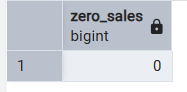 zero_sales
bigint
1 0